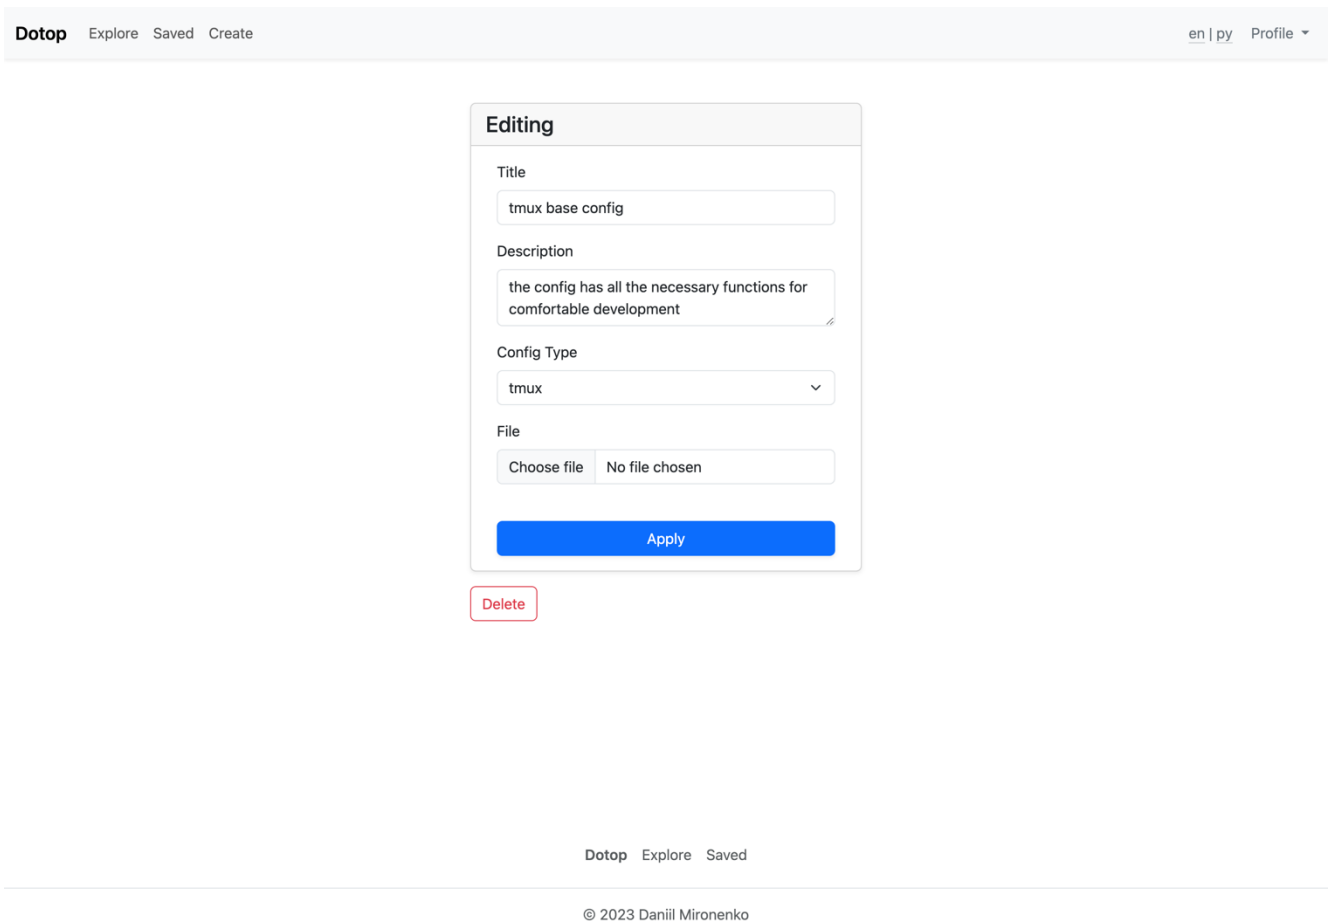 Dotop Explore Saved Create en | ру Profile
Editing
Title
tmux base config
Description
the config has all the necessary functions for
comfortable development
Config Type
tmux
File
Choose file No file chosen
Apply
Delete
Dotop Explore Saved
© 2023 Daniil Mironenko